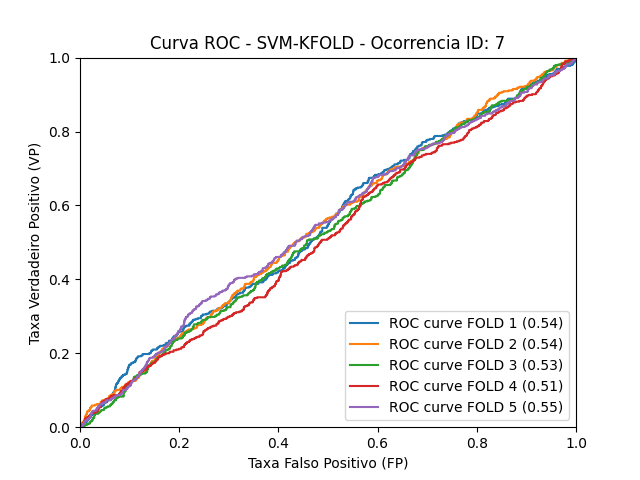 Curva ROC - SVM-KFOLD - Ocorrencia ID: 7
1.0
0.8
0.6
0.4
0.2
0.0
Taxa Verdadeiro Positivo (VP)
ROC curve FOLD 1 (0.54)
ROC curve FOLD 2 (0.54)
ROC curve FOLD 3 (0.53)
ROC curve FOLD 4 (0.51)
ROC curve FOLD 5 (0.55)
0.0 0.2 0.4 0.6 0.8 1.0
Taxa Falso Positivo (FP)